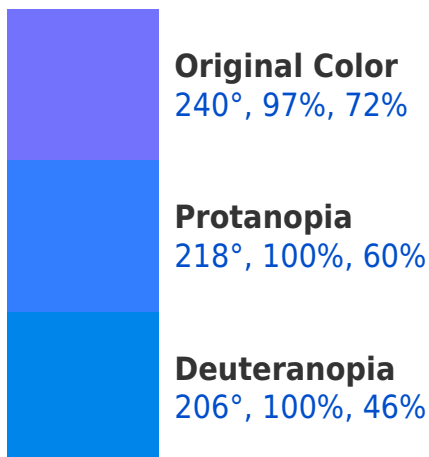 Original Color
240°, 97%, 72%
Protanopia
218°, 100%, 60%
Deuteranopia
206°, 100%, 46%